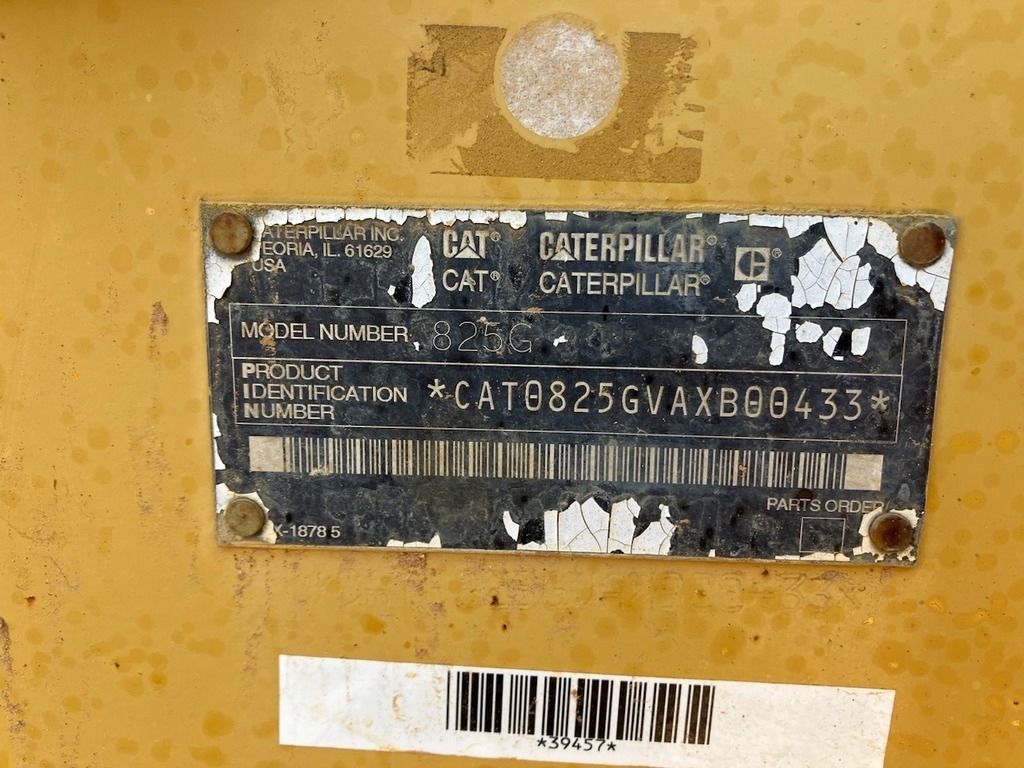 ATERPILLAR INC.
EORIA, IL. 61629
USA
CAT® CATERPILLAR®
CAT® CATERPILLAR®
MODEL NUMBER 825G
PRODUCT
IDENTIFICATION
NUMBER
*CAT0825GVAXB00433*
PARTS ORDER
X-1878 5
*39457*